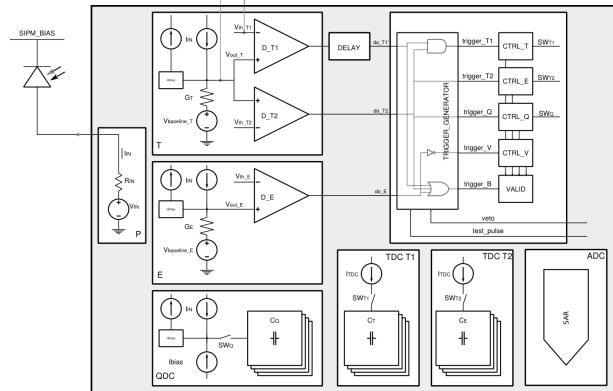 SIPM_BIAS
IIN
RIN
VIN
P
IIN
Vth_T1
D_T1
DELAY
do_T1
Vout_T
delay
GT
Vbaseline_T
Vth_T2
D_T2
do_T2
T
IIN
Vth_E
D_E
do_E
delay
Vout_E
GE
Vbaseline_E
E
IIN
delay
SWQ
CQ
Ibias
QDC
TRIGGER_GENERATOR
trigger_T1
CTRL_T
SWT1
trigger_T2
CTRL_E
SWT2
trigger_Q
CTRL_Q
SWQ
trigger_V
CTRL_V
trigger_B
VALID
veto
test_pulse
TDC T1
ITDC
SWT1
CT
TDC T2
ITDC
SWT2
CE
ADC
SAR